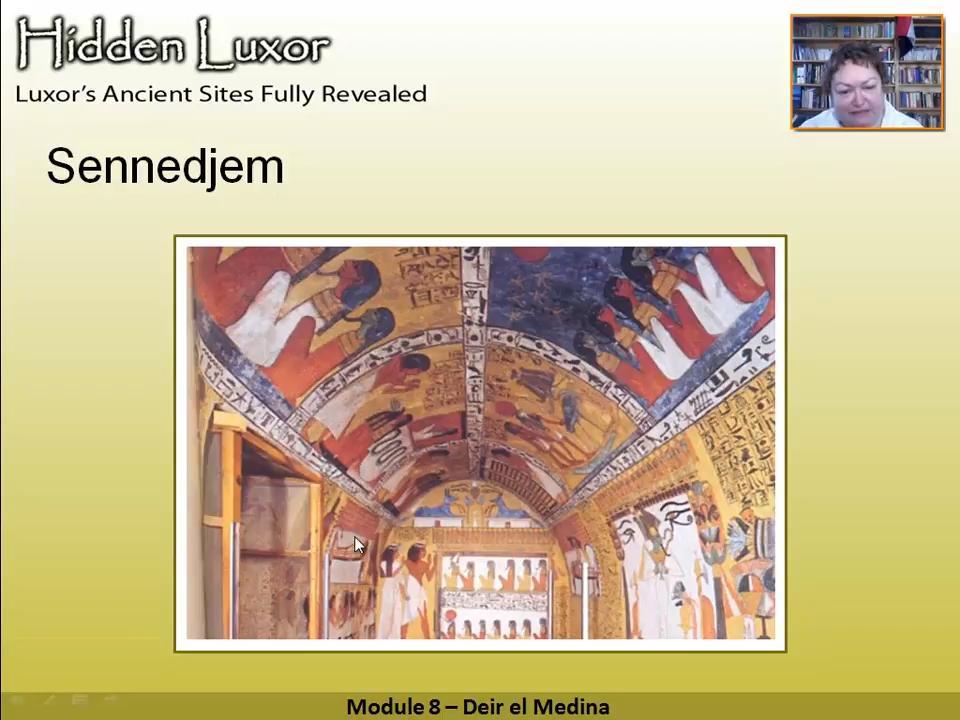 Hidden Luxor
Luxor's Ancient Sites Fully Revealed
Sennedjem
Module 8 – Deir el Medina